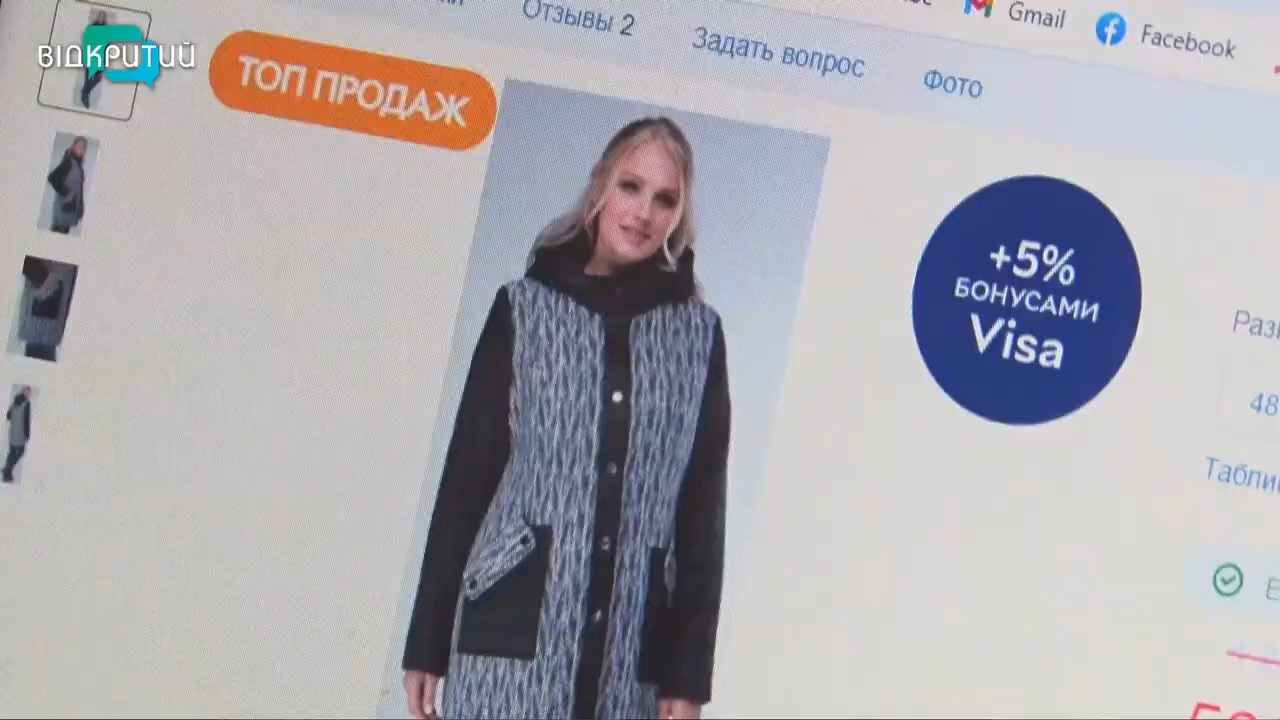 Gmail
Facebook
Отзывы 2
Задать вопрос
Фото
ВІДКРИТИЙ
ТОП ПРОДАЖ
+5%
БОНУСАМИ
Visa
48